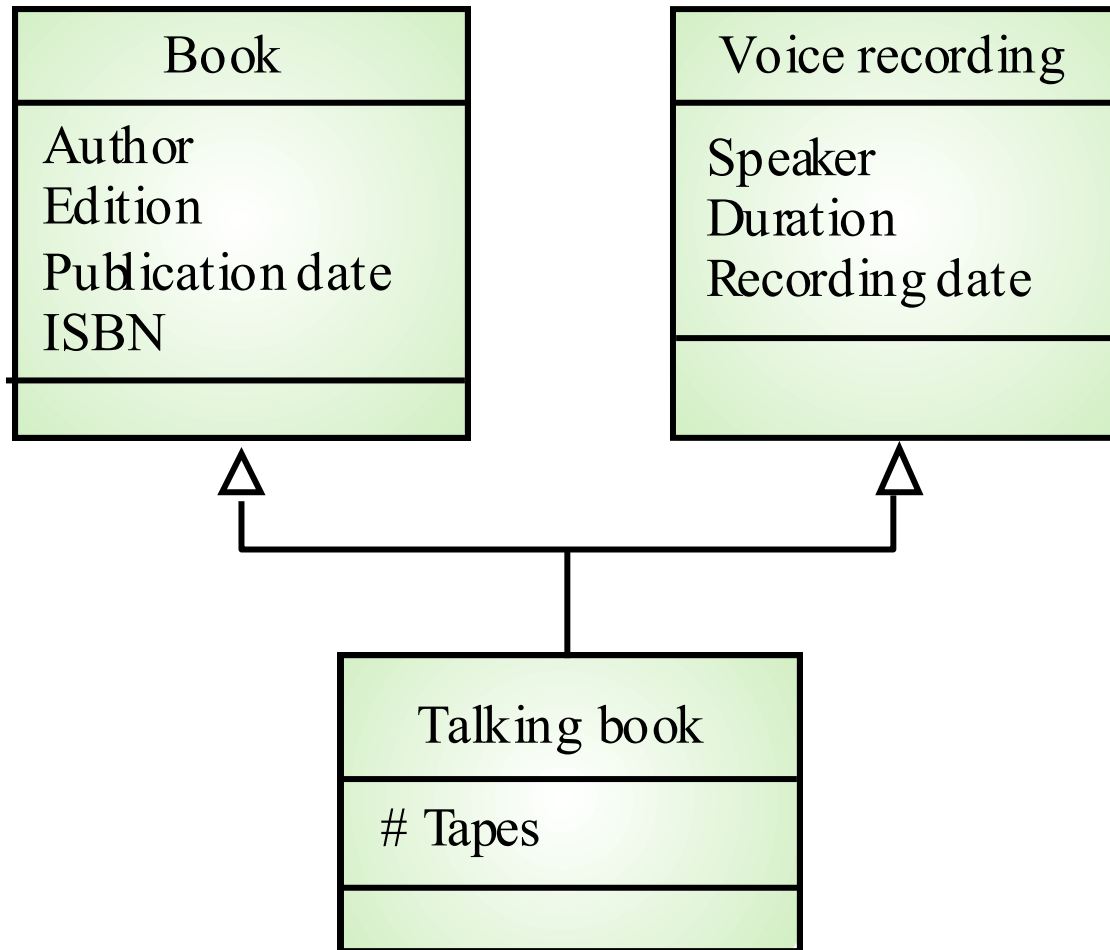 Book
Author
Edition
Publication date
ISBN
Voice recording
Speaker
Duration
Recording date
Talking book
# Tapes